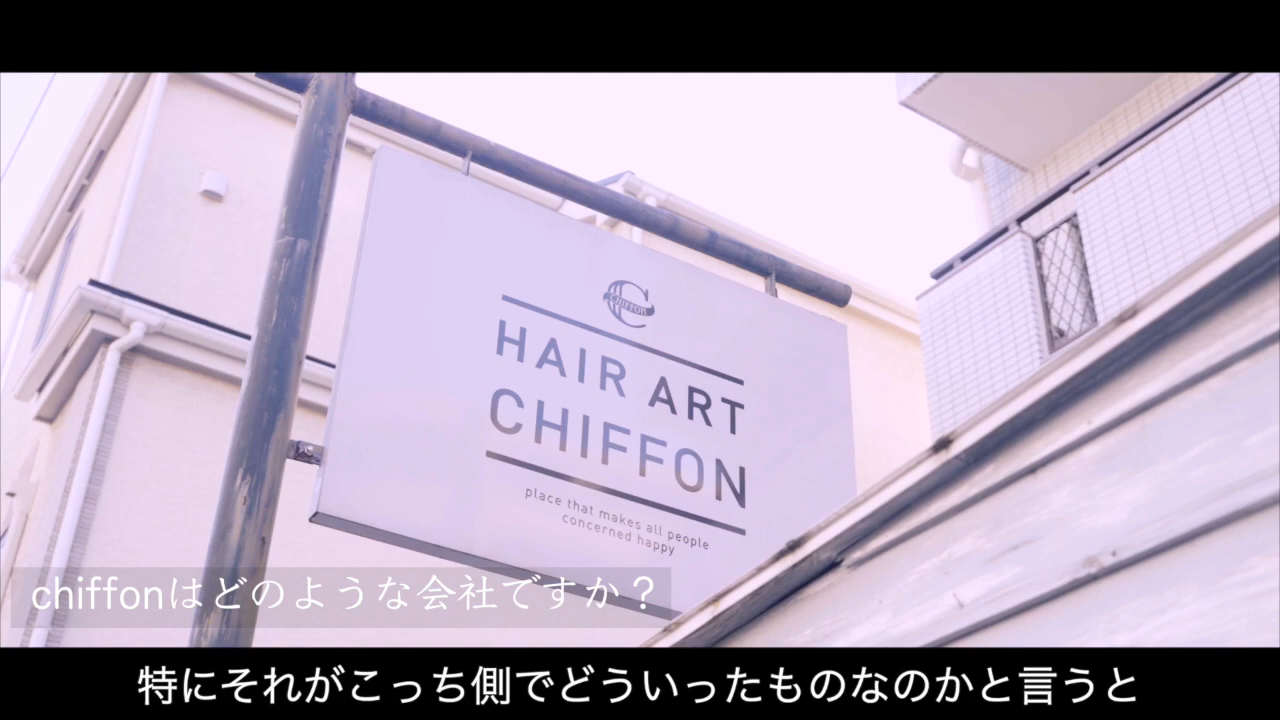 CHIFFON
HAIR ART
CHIFFON
place that makes all people
concerned happy
chiffonはどのような会社ですか？
特にそれがこっち側でどういったものなのかと言うと